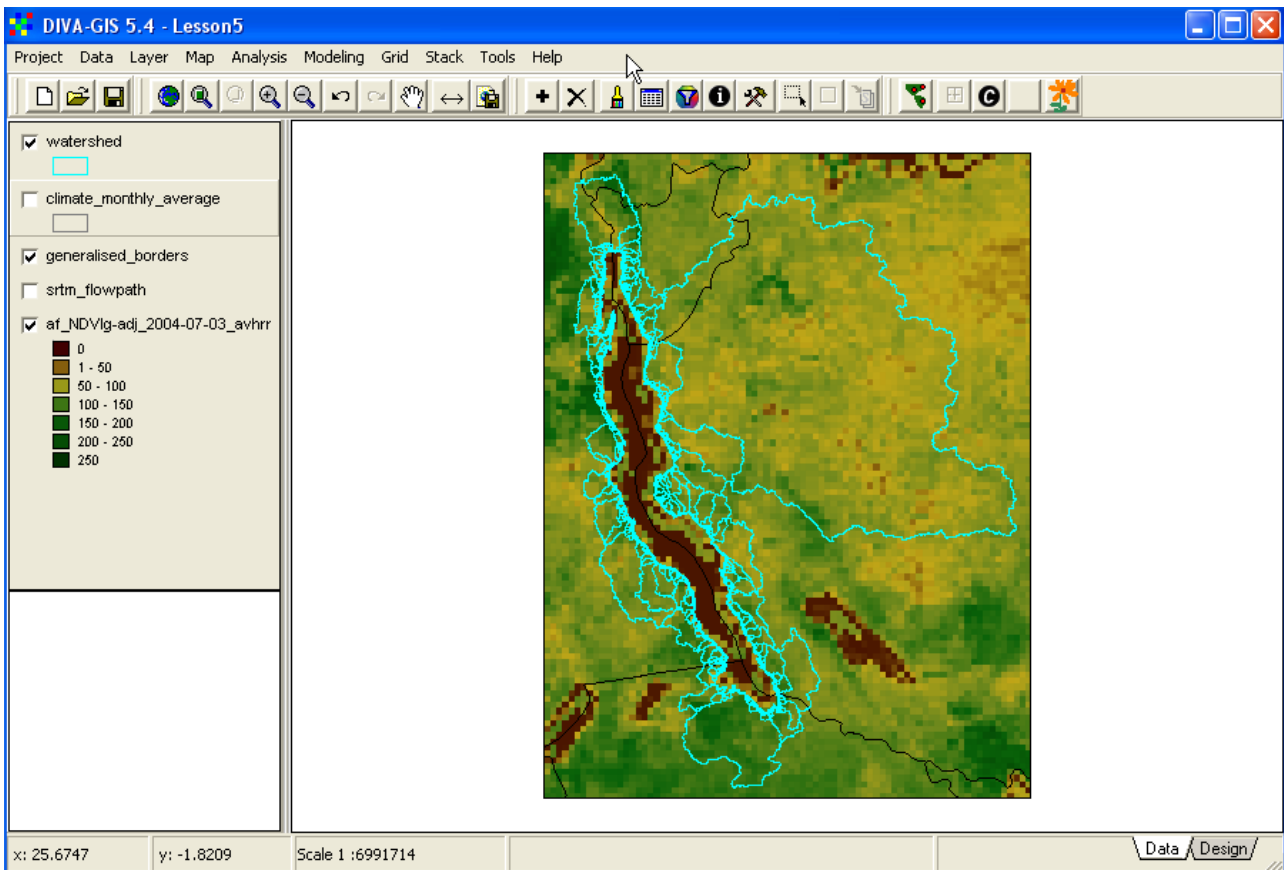 DIVA-GIS 5.4 - Lesson5
Project Data Layer Map Analysis Modeling Grid Stack Tools Help
watershed
climate_monthly_average
generalised_borders
srtm_flowpath
af_NDVIg-adj_2004-07-03_avhrr
0
1 - 50
50 - 100
100 - 150
150 - 200
200 - 250
250
x: 25.6747 y: -1.8209 Scale 1 :6991714 Data Design